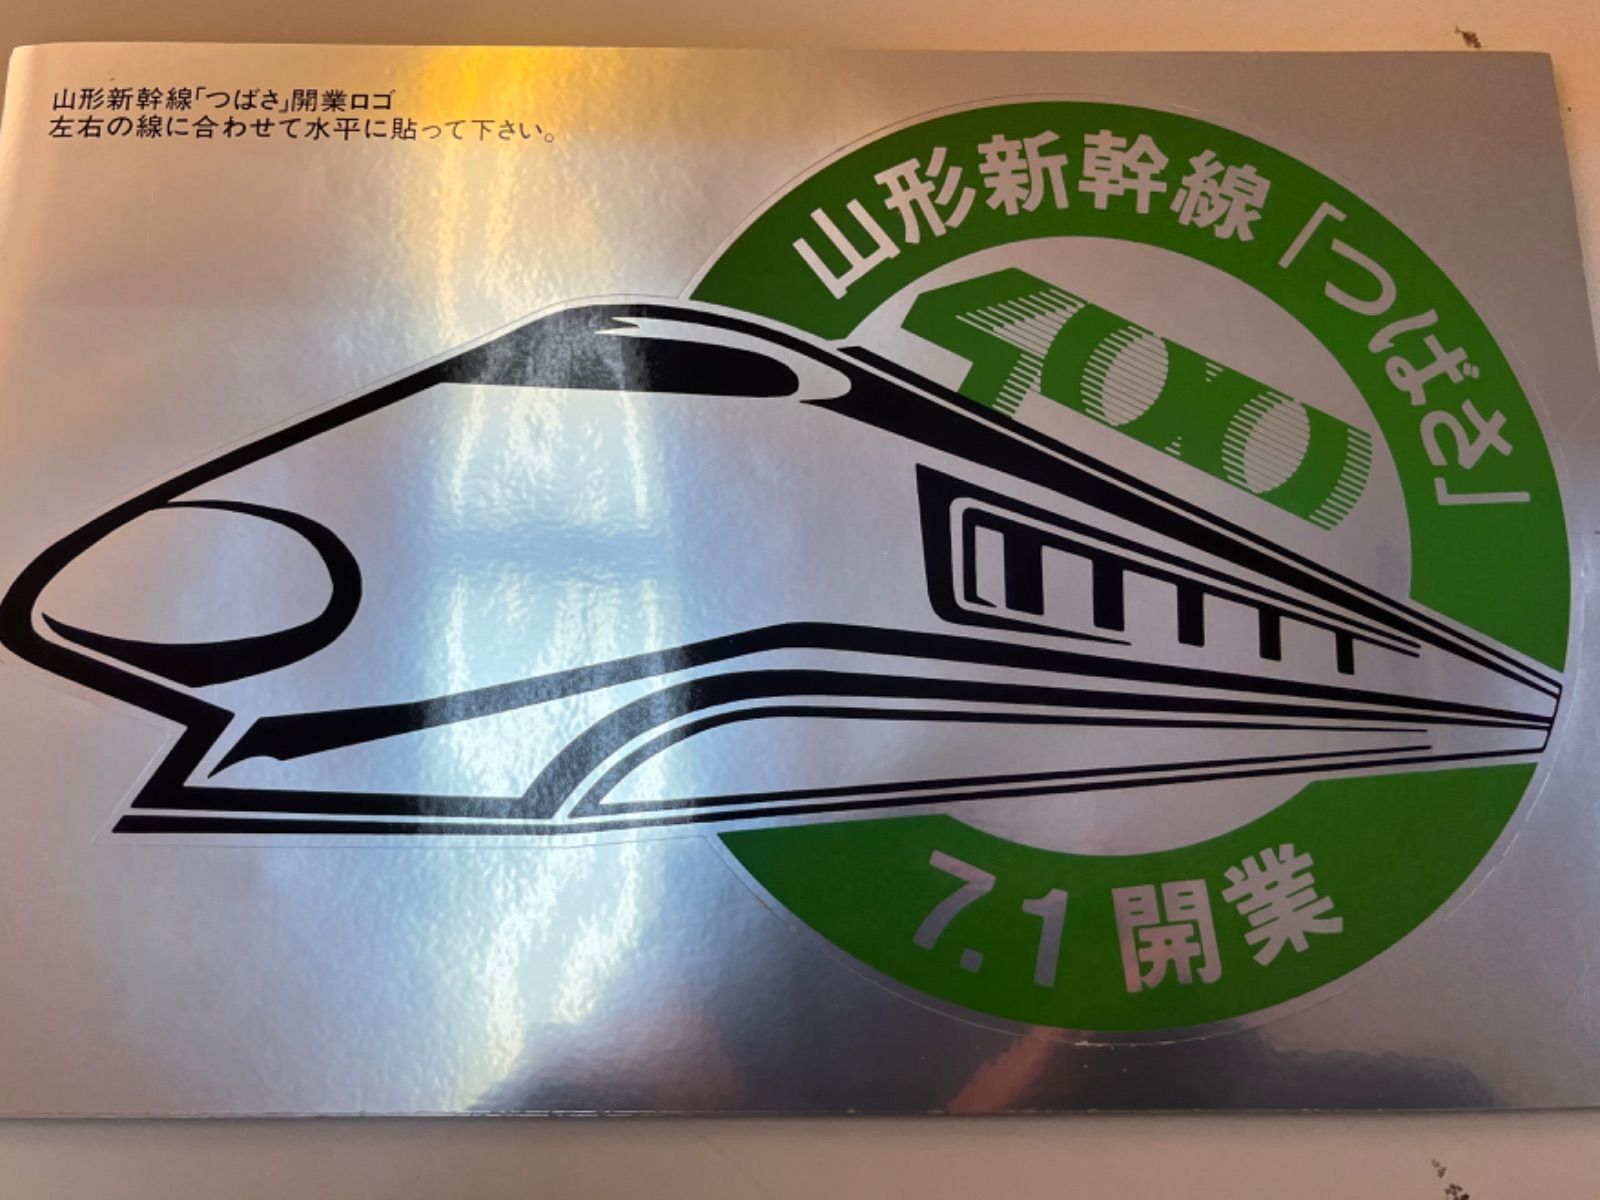 山形新幹線「つばさ」開業ロゴ
左右の線に合わせて水平に貼って下さい。
山形新幹線「つばさ」
400
7.1 開業